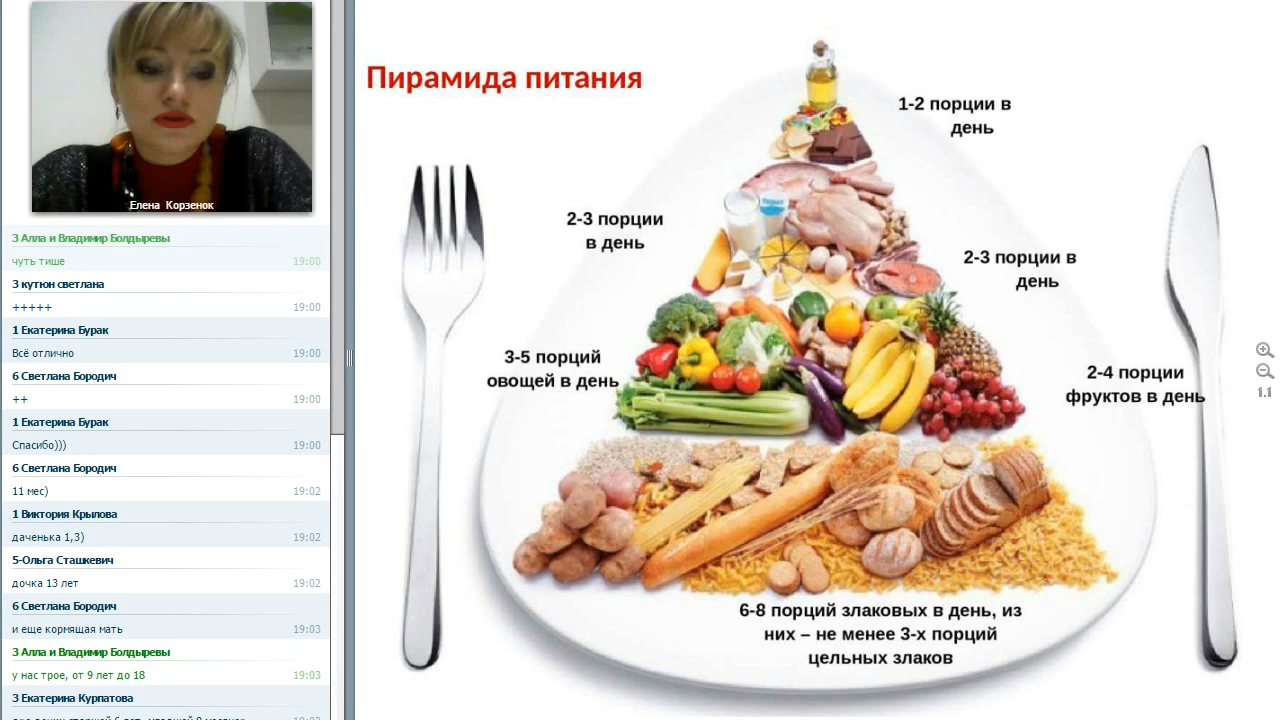 Елена Корзенок
3 Алла и Владимир Болдыревы
чуть тише 19:00
3 кутюн светлана
+++++ 19:00
1 Екатерина Бурак
Всё отлично 19:00
6 Светлана Бородич
++ 19:00
1 Екатерина Бурак
Спасибо))) 19:00
6 Светлана Бородич
11 мес) 19:02
1 Виктория Крылова
даченька 1,3) 19:02
5-Ольга Сташкевич
дочка 13 лет 19:02
6 Светлана Бородич
и еще кормящая мать 19:03
3 Алла и Владимир Болдыревы
у нас трое, от 9 лет до 18 19:03
3 Екатерина Курпатова
Пирамида питания
1-2 порции в
день
2-3 порции
в день
2-3 порции в
день
3-5 порций
овощей в день
2-4 порции
фруктов в день
6-8 порций злаковых в день, из
них – не менее 3-х порций
цельных злаков
1.1